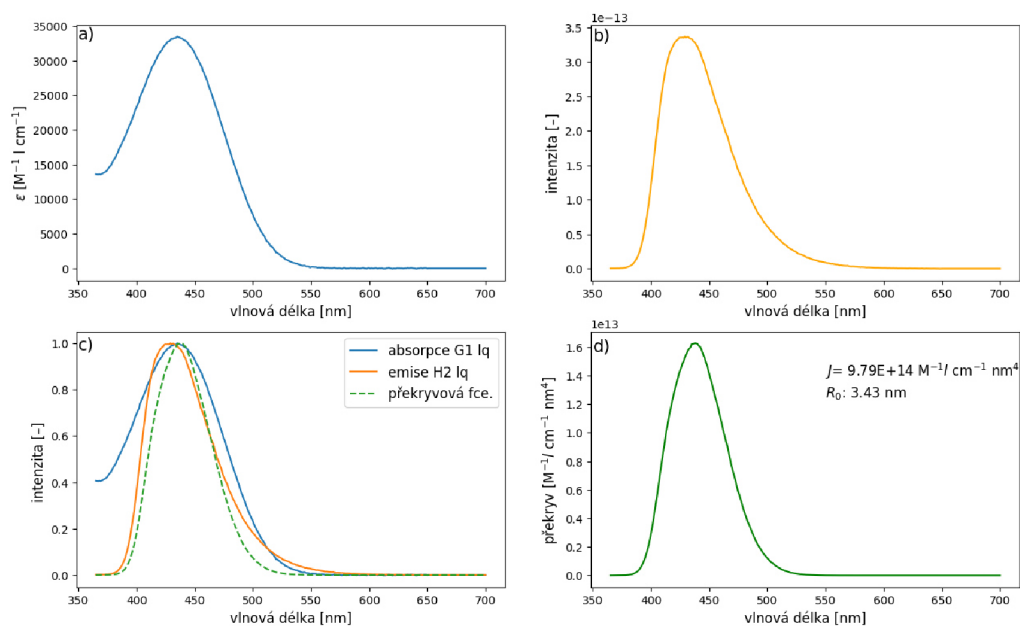 a)
35000
30000
25000
20000
15000
10000
5000
0
ε [M⁻¹ l cm⁻¹]
350 400 450 500 550 600 650 700
vlnová délka [nm]
1e−13
b)
3.5
3.0
2.5
2.0
1.5
1.0
0.5
0.0
intenzita [–]
350 400 450 500 550 600 650 700
vlnová délka [nm]
c)
1.0
0.8
0.6
0.4
0.2
0.0
intenzita [–]
absorpce G1 lq
emise H2 lq
překryvová fce.
350 400 450 500 550 600 650 700
vlnová délka [nm]
1e13
d)
1.6
1.4
1.2
1.0
0.8
0.6
0.4
0.2
0.0
překryv [M⁻¹l cm⁻¹ nm⁴]
J= 9.79E+14 M⁻¹l cm⁻¹ nm⁴
R₀: 3.43 nm
350 400 450 500 550 600 650 700
vlnová délka [nm]